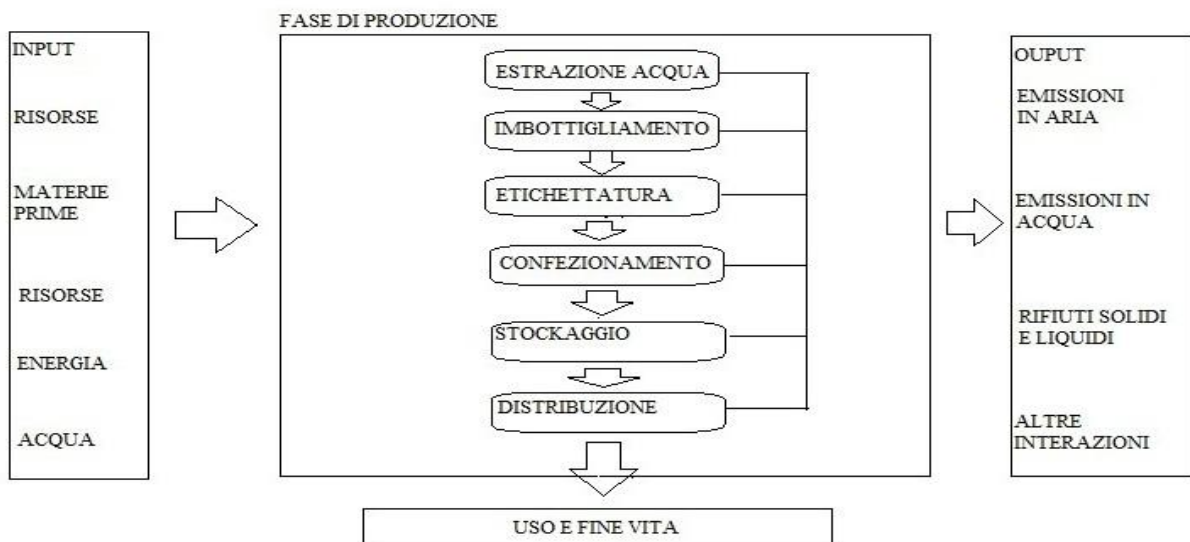 FASE DI PRODUZIONE
INPUT
RISORSE
MATERIE
PRIME
RISORSE
ENERGIA
ACQUA
ESTRAZIONE ACQUA
IMBOTTIGLIAMENTO
ETICHETTATURA
CONFEZIONAMENTO
STOCKAGGIO
DISTRIBUZIONE
OUPUT
EMISSIONI
IN ARIA
EMISSIONI IN
ACQUA
RIFIUTI SOLIDI
E LIQUIDI
ALTRE
INTERAZIONI
USO E FINE VITA